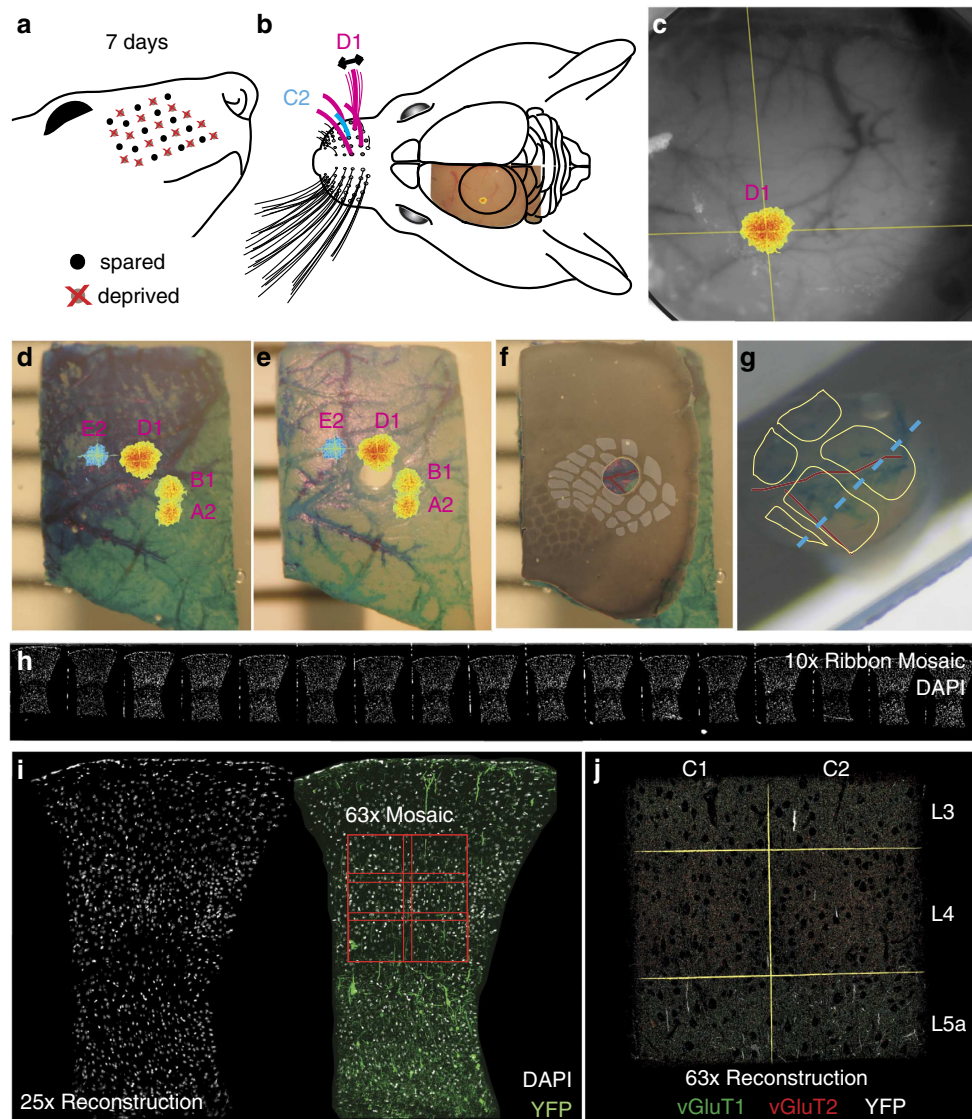 a
7 days
spared
deprived
b
D1
C2
c
D1
d
E2
D1
B1
A2
e
E2
D1
B1
A2
f
g
h
10x Ribbon Mosaic
DAPI
i
63x Mosaic
25x Reconstruction
DAPI
YFP
j
C1 C2
L3
L4
L5a
63x Reconstruction
vGluT1 vGluT2 YFP